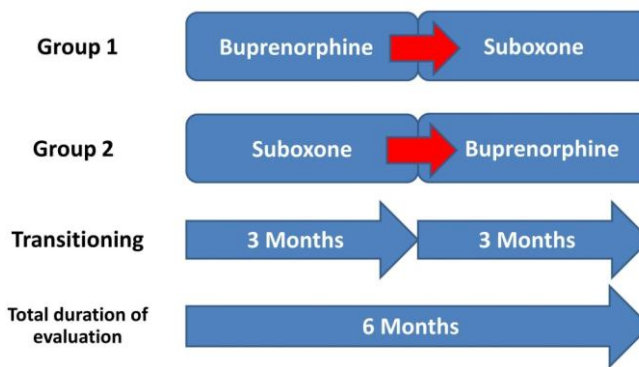 Group 1
Buprenorphine
Suboxone
Group 2
Suboxone
Buprenorphine
Transitioning
3 Months
3 Months
Total duration of
evaluation
6 Months